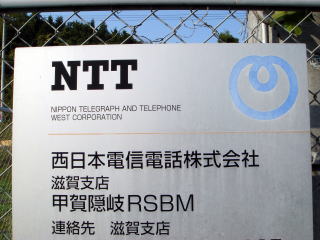 NTT
NIPPON TELEGRAPH AND TELEPHONE
WEST CORPORATION
西日本電信電話株式会社
滋賀支店
甲賀隠岐RSBM
連絡先 滋賀支店